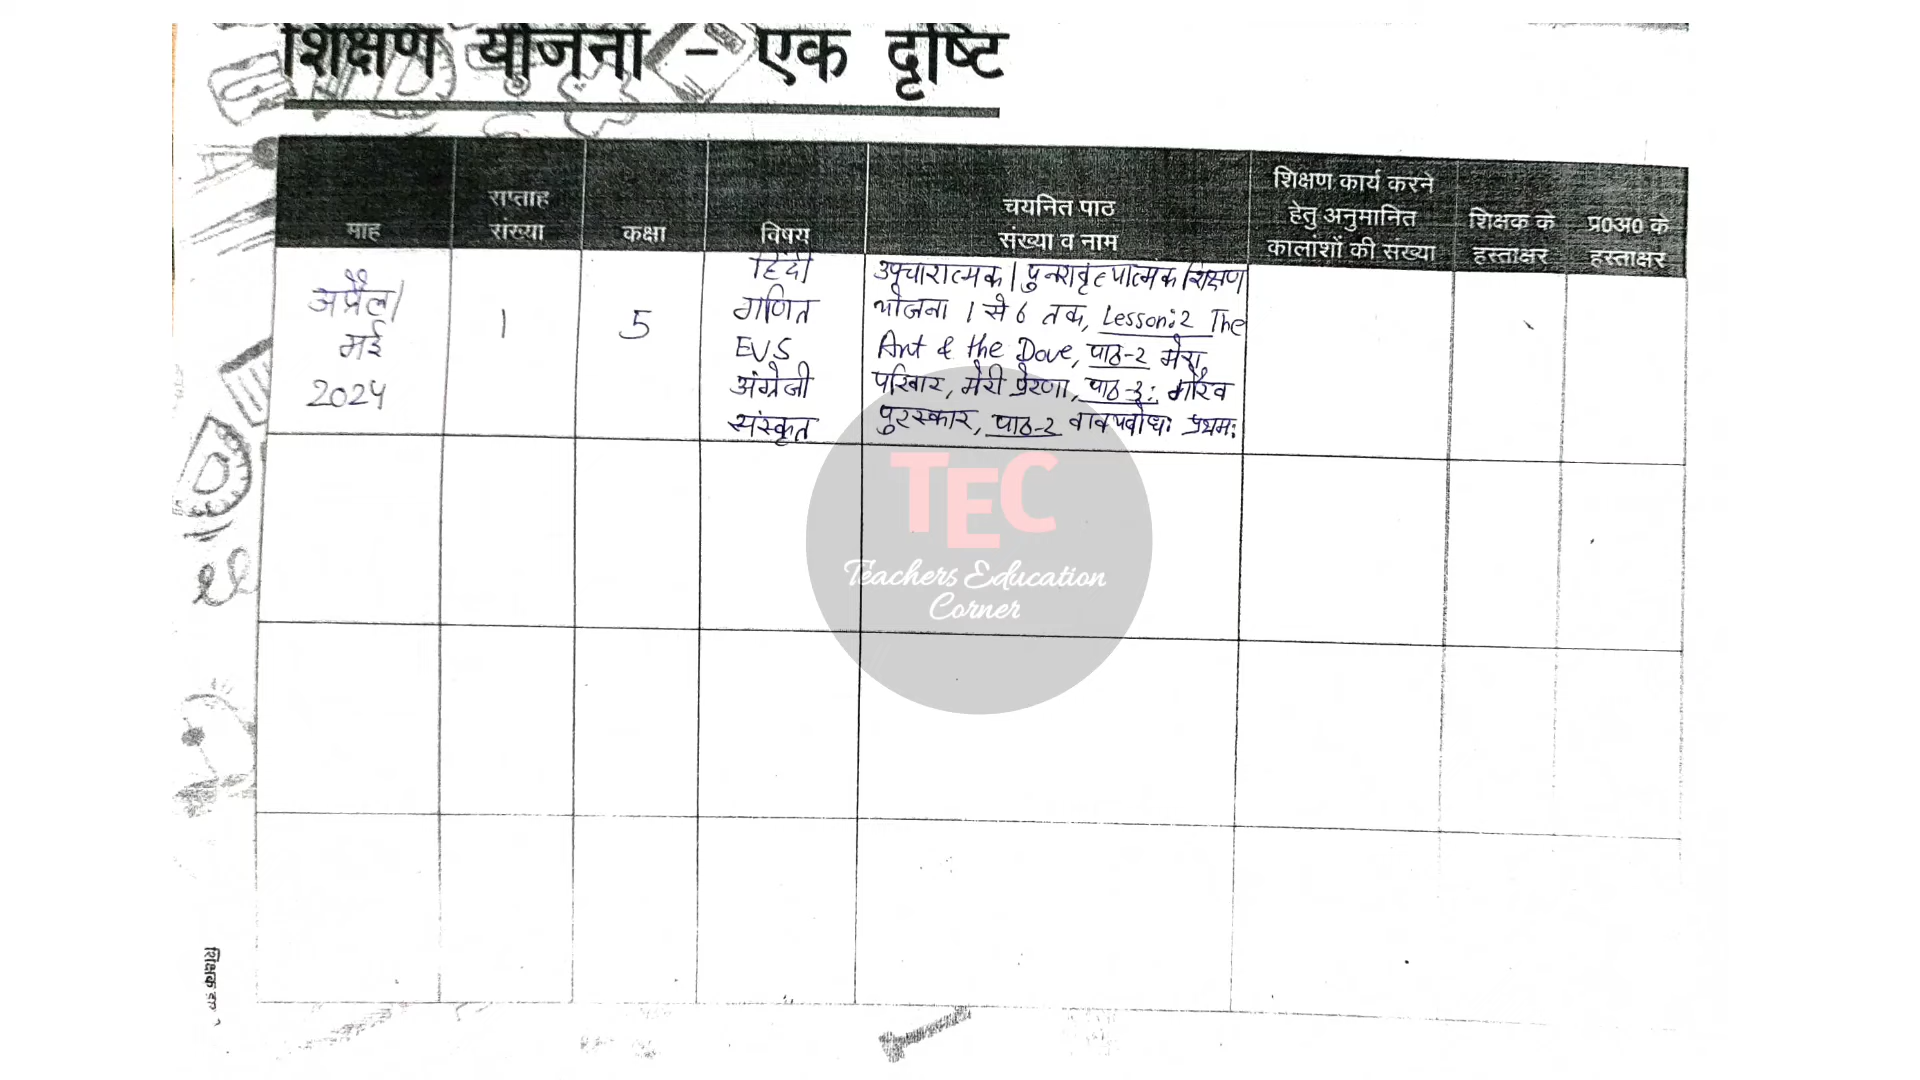 शिक्षण योजना - एक दृष्टि
माह
सप्ताह
संख्या
कक्षा
विषय
चयनित पाठ
संख्या व नाम
शिक्षण कार्य करने
हेतु अनुमानित
कालांशों की संख्या
शिक्षक के
हस्ताक्षर
प्र0अ0 के
हस्ताक्षर
अप्रैल/
मई
2024
1
5
हिंदी
गणित
EVS
अंग्रेजी
संस्कृत
उपचारात्मक / पुनरावृत्यात्मक शिक्षण
योजना 1 से 6 तक, Lesson:2 The
Ant & the Dove, पाठ-2 मेरा
परिवार, मेरी प्रेरणा, पाठ-3: गौरव
पुरस्कार, पाठ-2 वाक्यबोधः प्रथमः
TEC
Teachers Education
Corner
शिक्षक